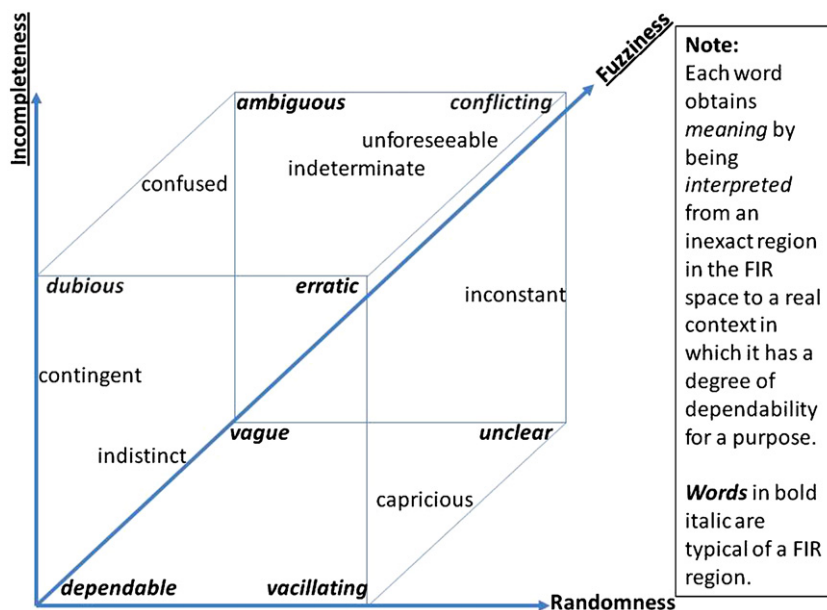 Incompleteness
Fuzziness
ambiguous
conflicting
unforeseeable
indeterminate
confused
dubious
erratic
inconstant
contingent
vague
unclear
indistinct
capricious
dependable
vacillating
Randomness
Note:
Each word
obtains
meaning by
being
interpreted
from an
inexact region
in the FIR
space to a real
context in
which it has a
degree of
dependability
for a purpose.
Words in bold
italic are
typical of a FIR
region.